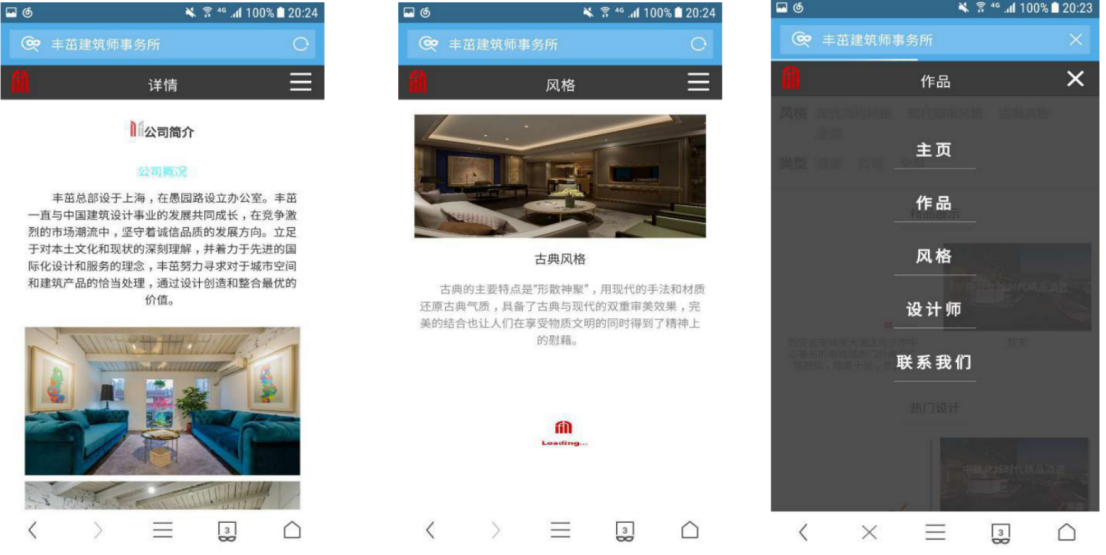 4G 100% 20:24
丰茁建筑师事务所
详情
公司简介
公司概况
丰茁总部设于上海，在愚园路设立办公室。丰茁
一直与中国建筑设计事业的发展共同成长，在竞争激
烈的市场潮流中，坚守着诚信品质的发展方向。立足
于对本土文化和现状的深刻理解，并着力于先进的国
际化设计和服务的理念，丰茁努力寻求对于城市空间
和建筑产品的恰当处理，通过设计创造和整合最优的
价值。
3
4G 100% 20:24
丰茁建筑师事务所
风格
古典风格
古典的主要特点是“形散神聚”，用现代的手法和材质
还原古典气质，具备了古典与现代的双重审美效果，完
美的结合也让人们在享受物质文明的同时得到了精神上
的慰藉。
Loading...
3
4G 100% 20:23
丰茁建筑师事务所
作品
风格
类型
主页
作品
风格
设计师
联系我们
热门设计
3